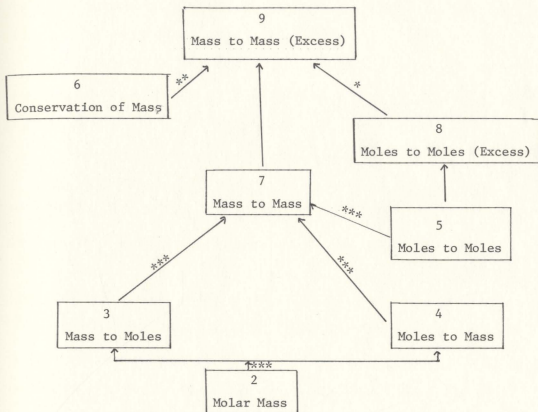 9
Mass to Mass (Excess)
6
**
Conservation of Mass
*
8
Moles to Moles (Excess)
7
Mass to Mass
***
5
Moles to Moles
***
***
3
Mass to Moles
4
Moles to Mass
***
2
Molar Mass